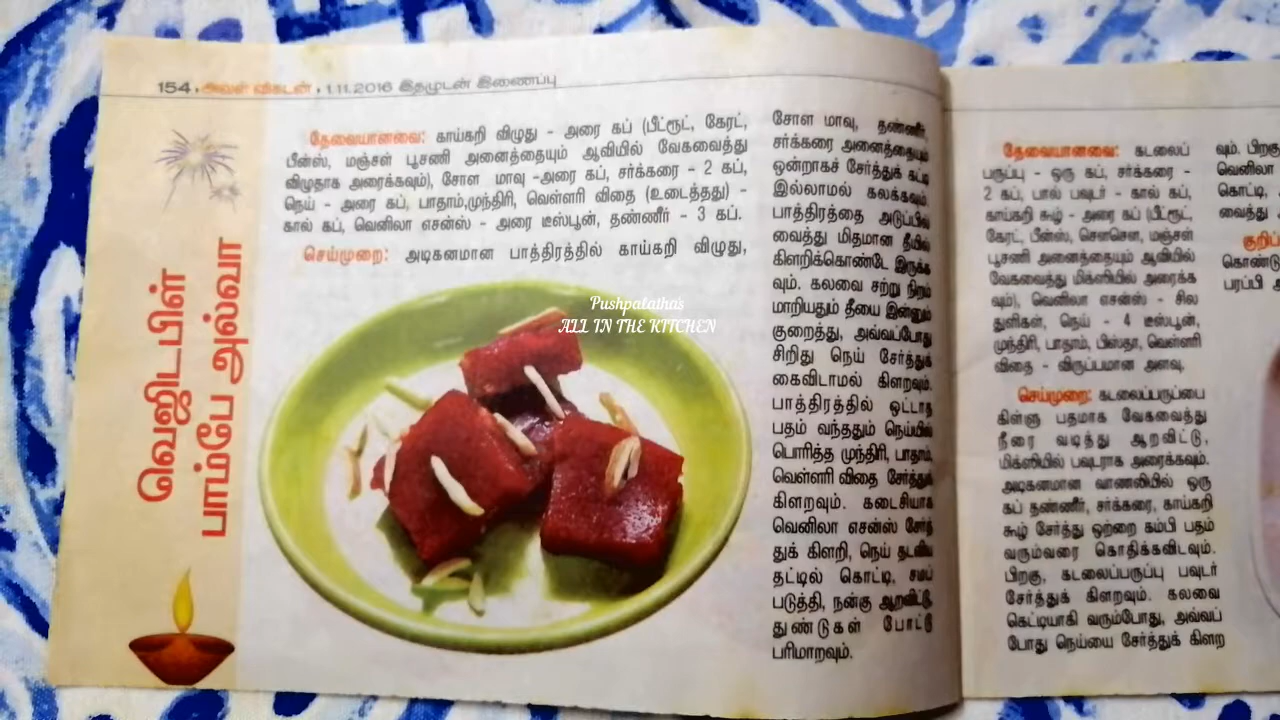 154, அவள் விகடன், 1.11.2016 இதழுடன் இணைப்பு
வெஜிடபிள்
பாம்பே அல்வா
தேவையானவை: காய்கறி விழுது - அரை கப் (பீட்ரூட், கேரட்,
பீன்ஸ், மஞ்சள் பூசணி அனைத்தையும் ஆவியில் வேகவைத்து
விழுதாக அரைக்கவும்), சோள மாவு -அரை கப், சர்க்கரை - 2 கப்,
நெய் - அரை கப், பாதாம்,முந்திரி, வெள்ளரி விதை (உடைத்தது) -
கால் கப், வெனிலா எசன்ஸ் - அரை டீஸ்பூன், தண்ணீர் - 3 கப்.
செய்முறை: அடிகனமான பாத்திரத்தில் காய்கறி விழுது,
Pushpalatha's
ALL IN THE KITCHEN
சோள மாவு, தண்ணீர்,
சர்க்கரை அனைத்தையும்
ஒன்றாகச் சேர்த்துக் கட்டி
இல்லாமல் கலக்கவும்.
பாத்திரத்தை அடுப்பில்
வைத்து மிதமான தீயில்
கிளறிக்கொண்டே இருக்க
வும். கலவை சற்று நிறம்
மாறியதும் தீயை இன்னும்
குறைத்து, அவ்வப்போது
சிறிது நெய் சேர்த்துக்
கைவிடாமல் கிளறவும்.
பாத்திரத்தில் ஒட்டாத
பதம் வந்ததும் நெய்யில்
பொரித்த முந்திரி, பாதாம்,
வெள்ளரி விதை சேர்த்துக்
கிளறவும். கடைசியாக
வெனிலா எசன்ஸ் சேர்த்
துக் கிளறி, நெய் தடவிய
தட்டில் கொட்டி, சமப்
படுத்தி, நன்கு ஆறவிட்டு,
துண்டுகள் போட்டு
பரிமாறவும்.
தேவையானவை: கடலைப்
பருப்பு - ஒரு கப், சர்க்கரை -
2 கப், பால் பவுடர் - கால் கப்,
காய்கறி கூழ் - அரை கப் (பீட்ரூட்,
கேரட், பீன்ஸ், சௌசௌ, மஞ்சள்
பூசணி அனைத்தையும் ஆவியில்
வேகவைத்து மிக்ஸியில் அரைக்க
வும்), வெனிலா எசன்ஸ் - சில
துளிகள், நெய் - 4 டீஸ்பூன்,
முந்திரி, பாதாம், பிஸ்தா, வெள்ளரி
விதை - விருப்பமான அளவு.
செய்முறை: கடலைப்பருப்பை
கிள்ளு பதமாக வேகவைத்து
நீரை வடித்து ஆறவிட்டு,
மிக்ஸியில் பவுடராக அரைக்கவும்.
அடிகனமான வாணலியில் ஒரு
கப் தண்ணீர், சர்க்கரை, காய்கறி
கூழ் சேர்த்து ஒற்றை கம்பி பதம்
வரும்வரை கொதிக்கவிடவும்.
பிறகு, கடலைப்பருப்பு பவுடர்
சேர்த்துக் கிளறவும். கலவை
கெட்டியாகி வரும்போது, அவ்வப்
போது நெய்யை சேர்த்துக் கிளற
வும். பிறகு
வெனிலா
கொட்டி,
வைத்து
குறிப்
கொண்டு
பரப்பி